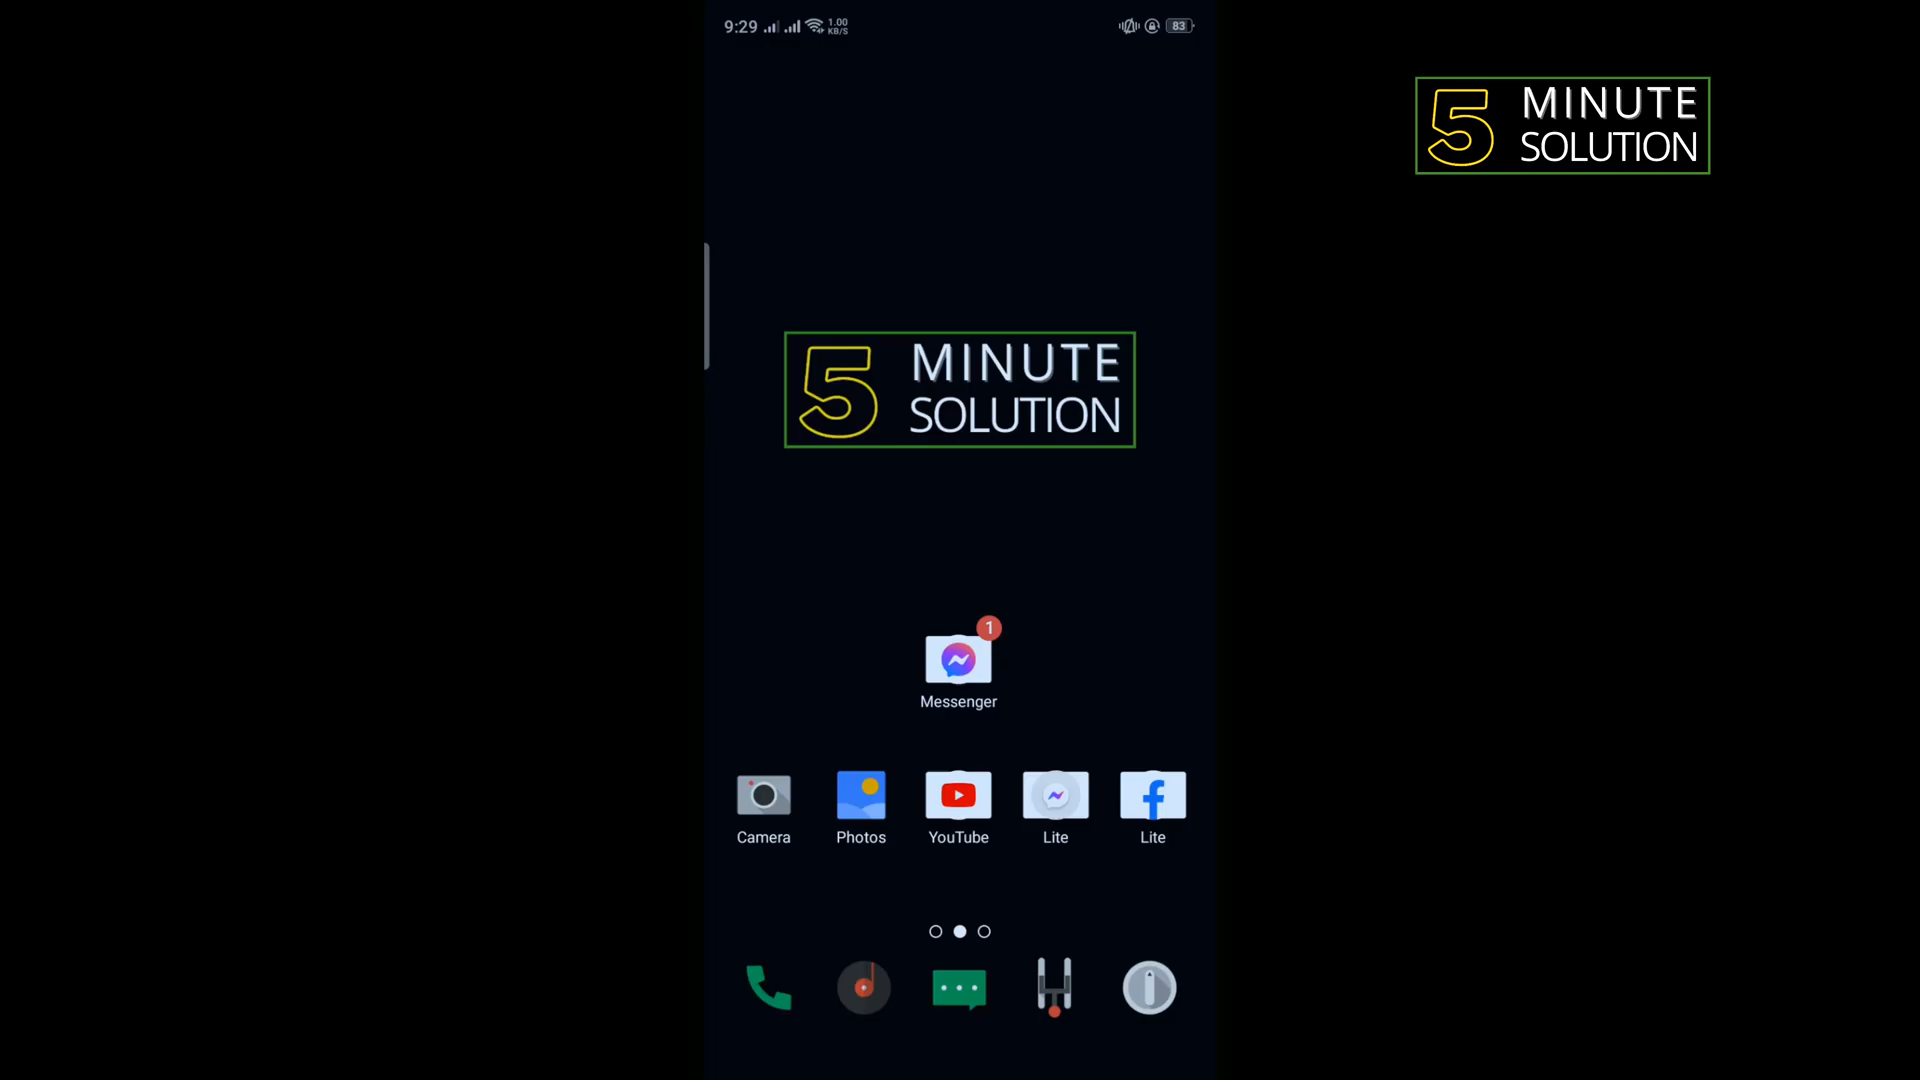 9:29
1.00
KB/S
83
5 MINUTE
SOLUTION
5 MINUTE
SOLUTION
1
Messenger
Camera
Photos
YouTube
Lite
Lite